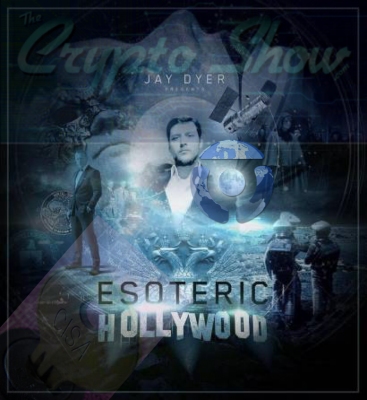 The
Crypto Show
JAY DYER
PRESENTS
ESOTERIC
HOLLYWOOD